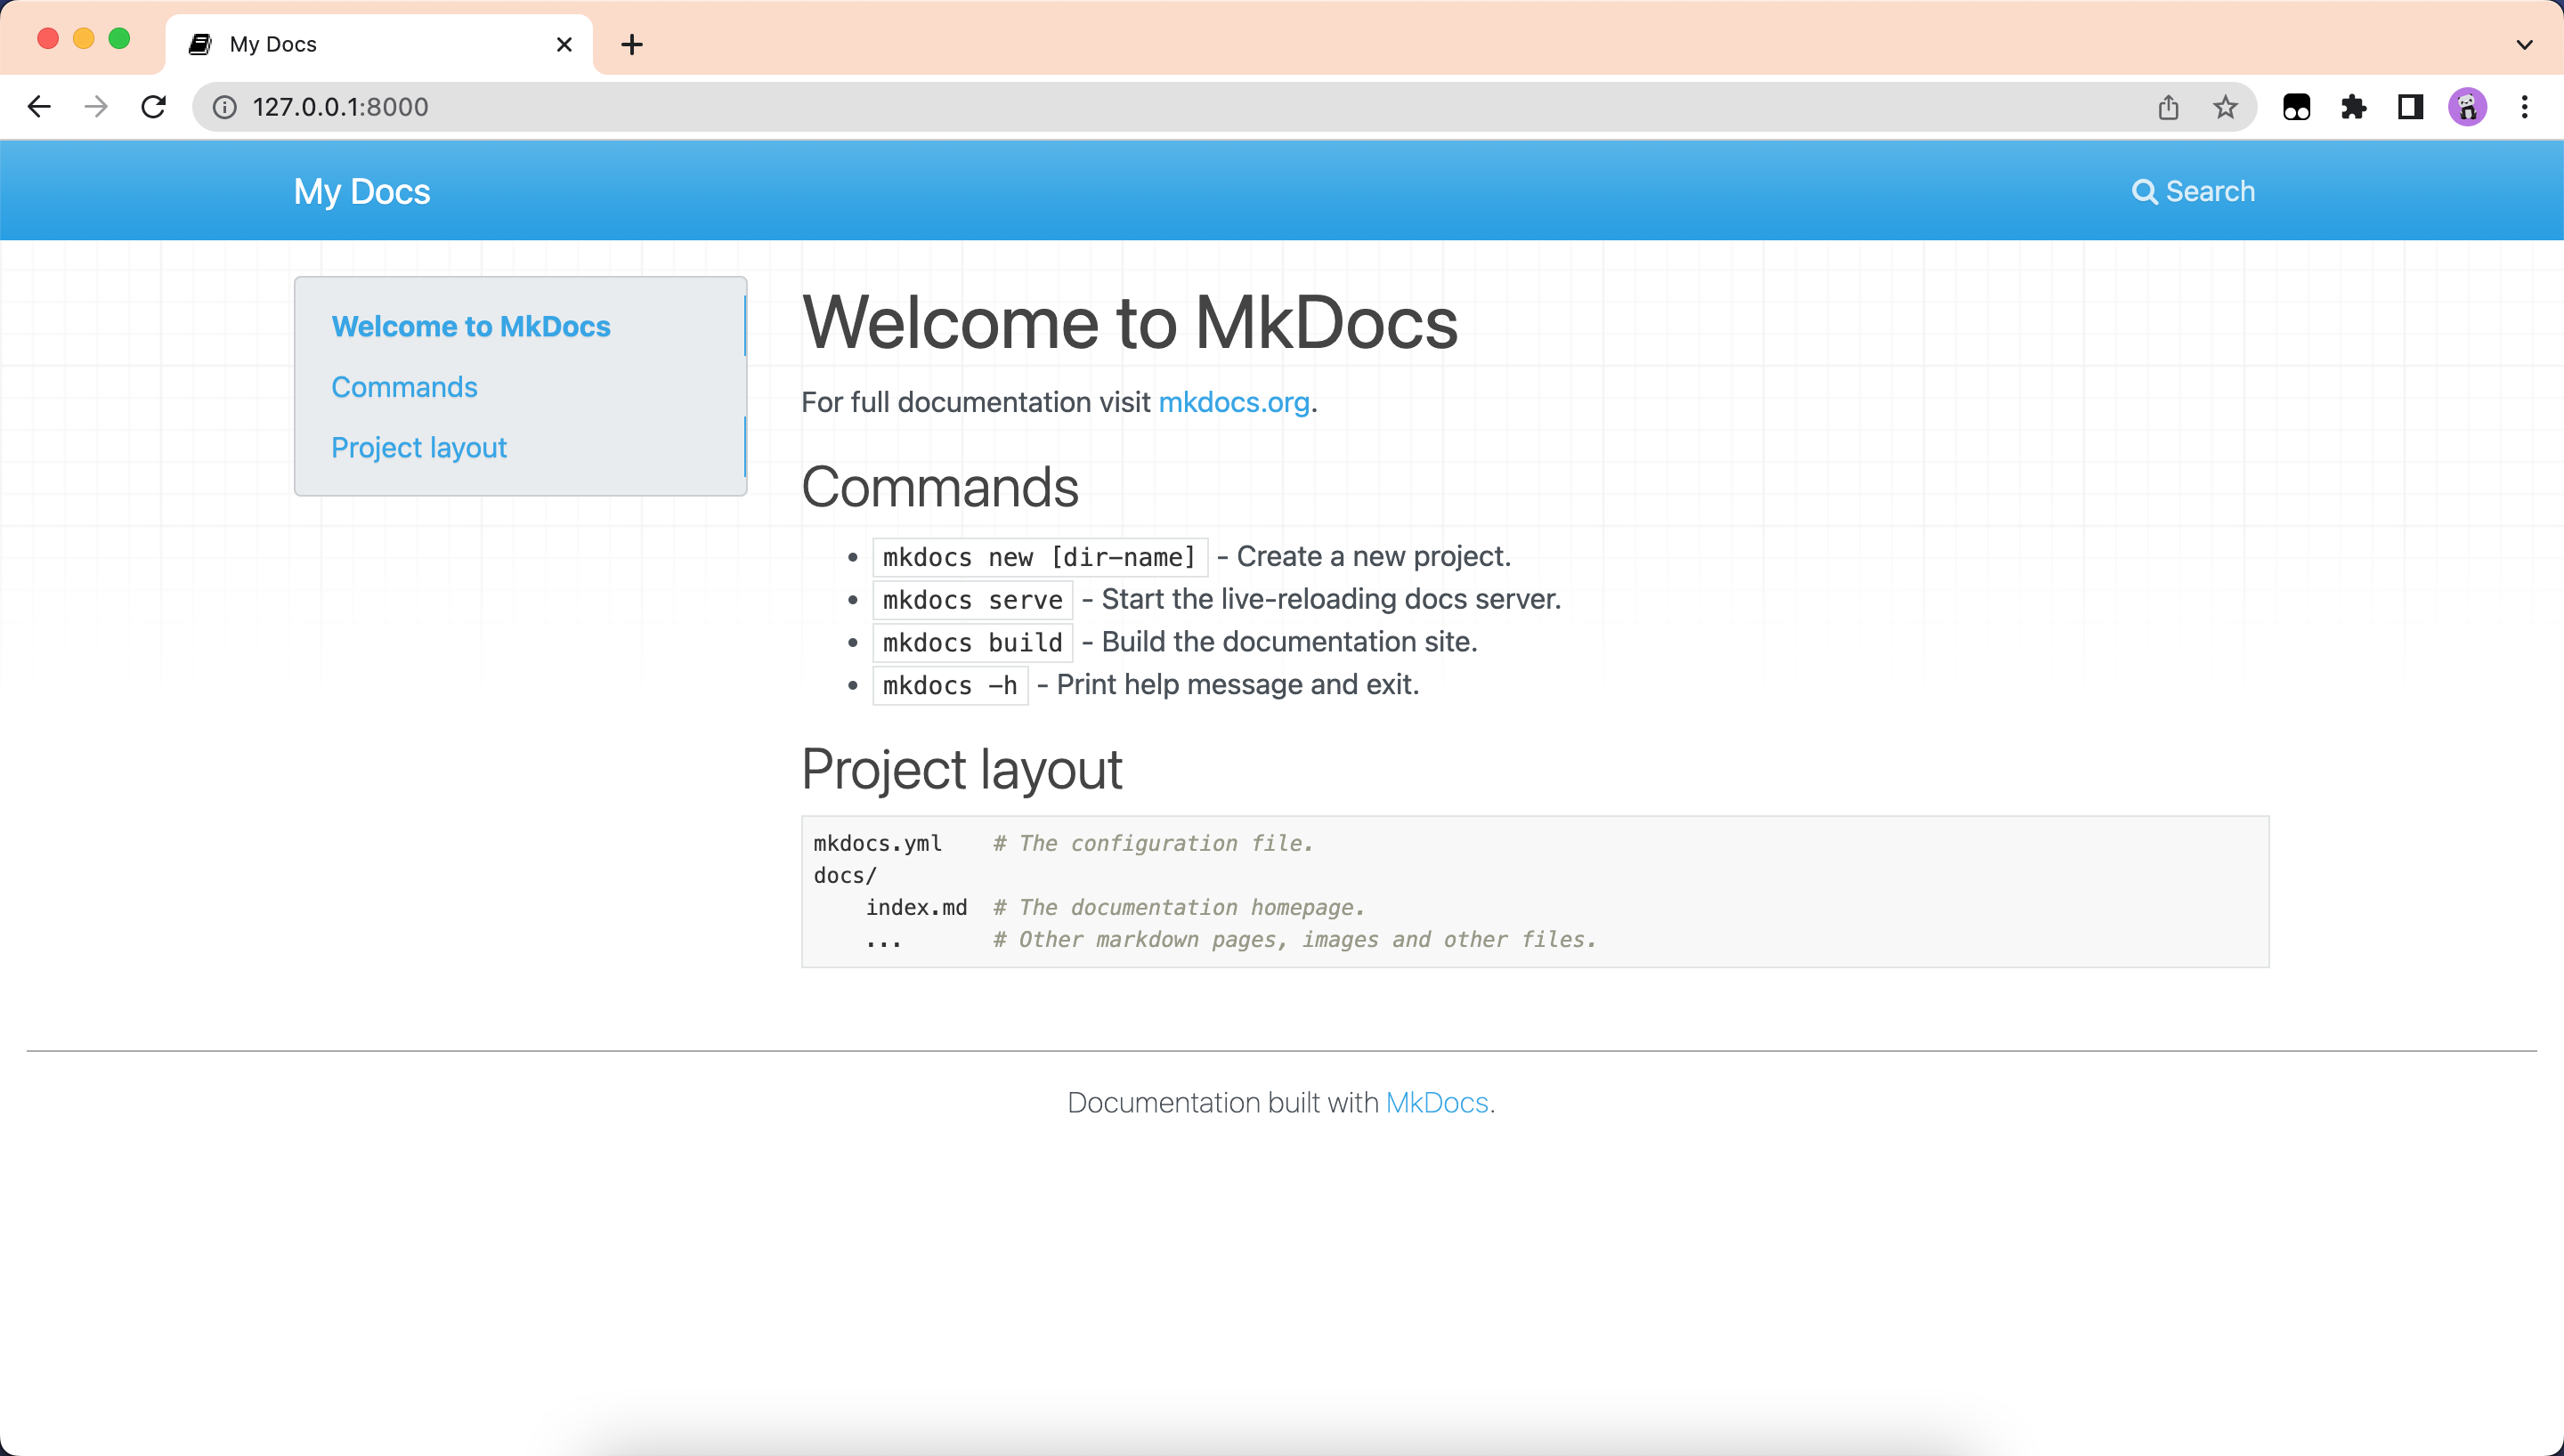 My Docs
127.0.0.1:8000
My Docs
Search
Welcome to MkDocs
Commands
Project layout
Welcome to MkDocs
For full documentation visit mkdocs.org.
Commands
mkdocs new [dir-name] - Create a new project.
mkdocs serve - Start the live-reloading docs server.
mkdocs build - Build the documentation site.
mkdocs -h - Print help message and exit.
Project layout
mkdocs.yml    # The configuration file.
docs/
    index.md  # The documentation homepage.
    ...       # Other markdown pages, images and other files.
Documentation built with MkDocs.